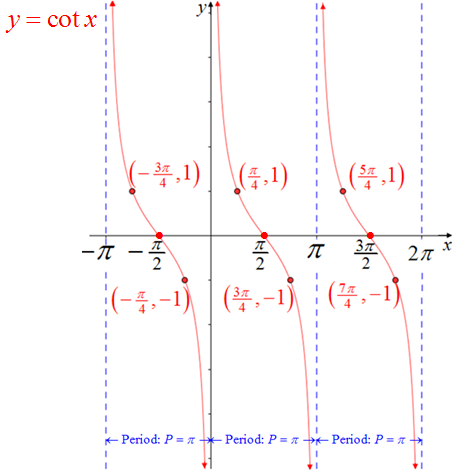 y = cot x
y
(-3π/4, 1)
(π/4, 1)
(5π/4, 1)
-π
-π/2
π/2
π
3π/2
2π
x
(-π/4, -1)
(3π/4, -1)
(7π/4, -1)
← Period: P = π →
← Period: P = π →
← Period: P = π →